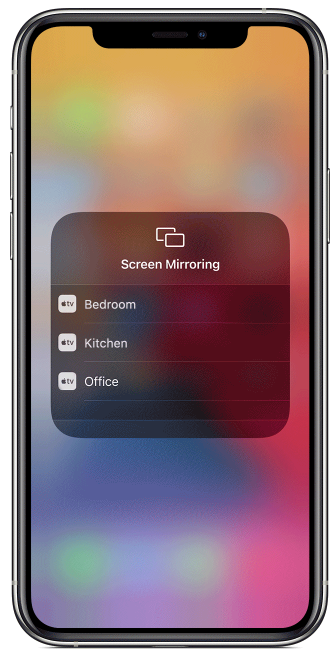 Screen Mirroring
tv Bedroom
tv Kitchen
tv Office